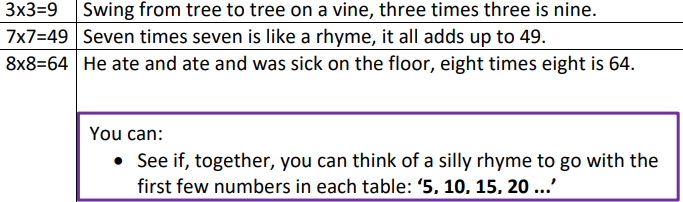 3x3=9 Swing from tree to tree on a vine, three times three is nine.
7x7=49 Seven times seven is like a rhyme, it all adds up to 49.
8x8=64 He ate and ate and was sick on the floor, eight times eight is 64.
You can:
• See if, together, you can think of a silly rhyme to go with the
first few numbers in each table: ‘5, 10, 15, 20 …’